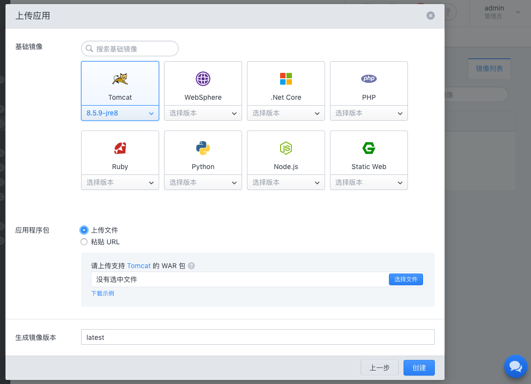 上传应用
admin
管理员
基础镜像
搜索基础镜像
镜像列表
Tomcat
WebSphere
.Net Core
php
PHP
8.5.9-jre8
选择版本
选择版本
选择版本
Ruby
Python
Node.js
Static Web
选择版本
选择版本
选择版本
选择版本
应用程序包
上传文件
粘贴 URL
请上传支持 Tomcat 的 WAR 包 ?
没有选中文件
选择文件
下载示例
生成镜像版本
latest
上一步
创建